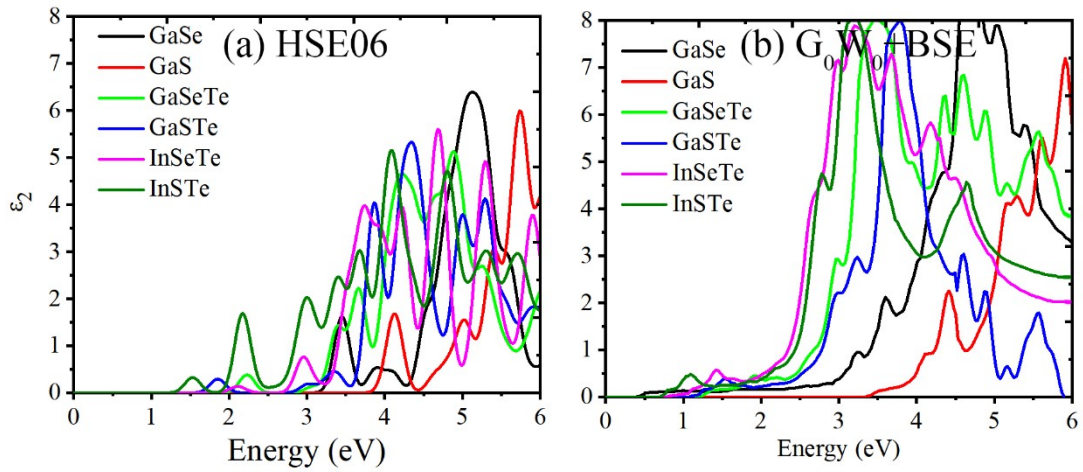 (a) HSE06
GaSe
GaS
GaSeTe
GaSTe
InSeTe
InSTe
ε₂
8
7
6
5
4
3
2
1
0
0 1 2 3 4 5 6
Energy (eV)
(b) G₀W₀+BSE
GaSe
GaS
GaSeTe
GaSTe
InSeTe
InSTe
8
7
6
5
4
3
2
1
0
0 1 2 3 4 5 6
Energy (eV)